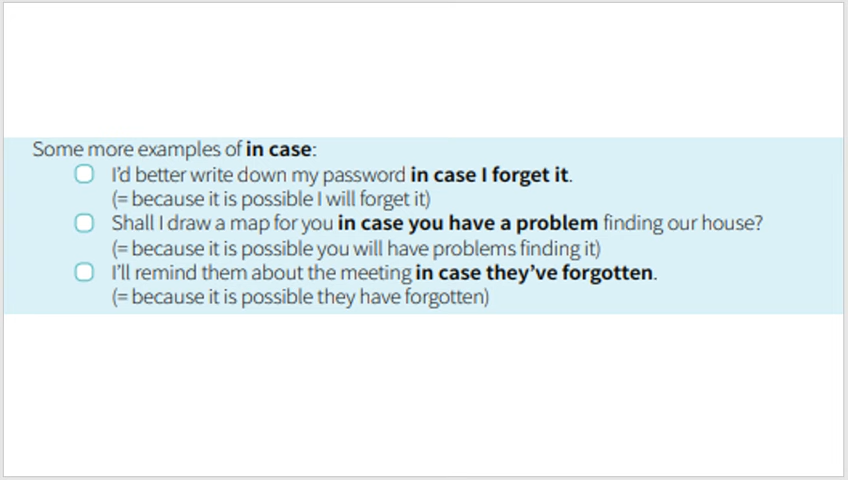 Some more examples of in case:
I’d better write down my password in case I forget it.
(= because it is possible I will forget it)
Shall I draw a map for you in case you have a problem finding our house?
(= because it is possible you will have problems finding it)
I’ll remind them about the meeting in case they’ve forgotten.
(= because it is possible they have forgotten)